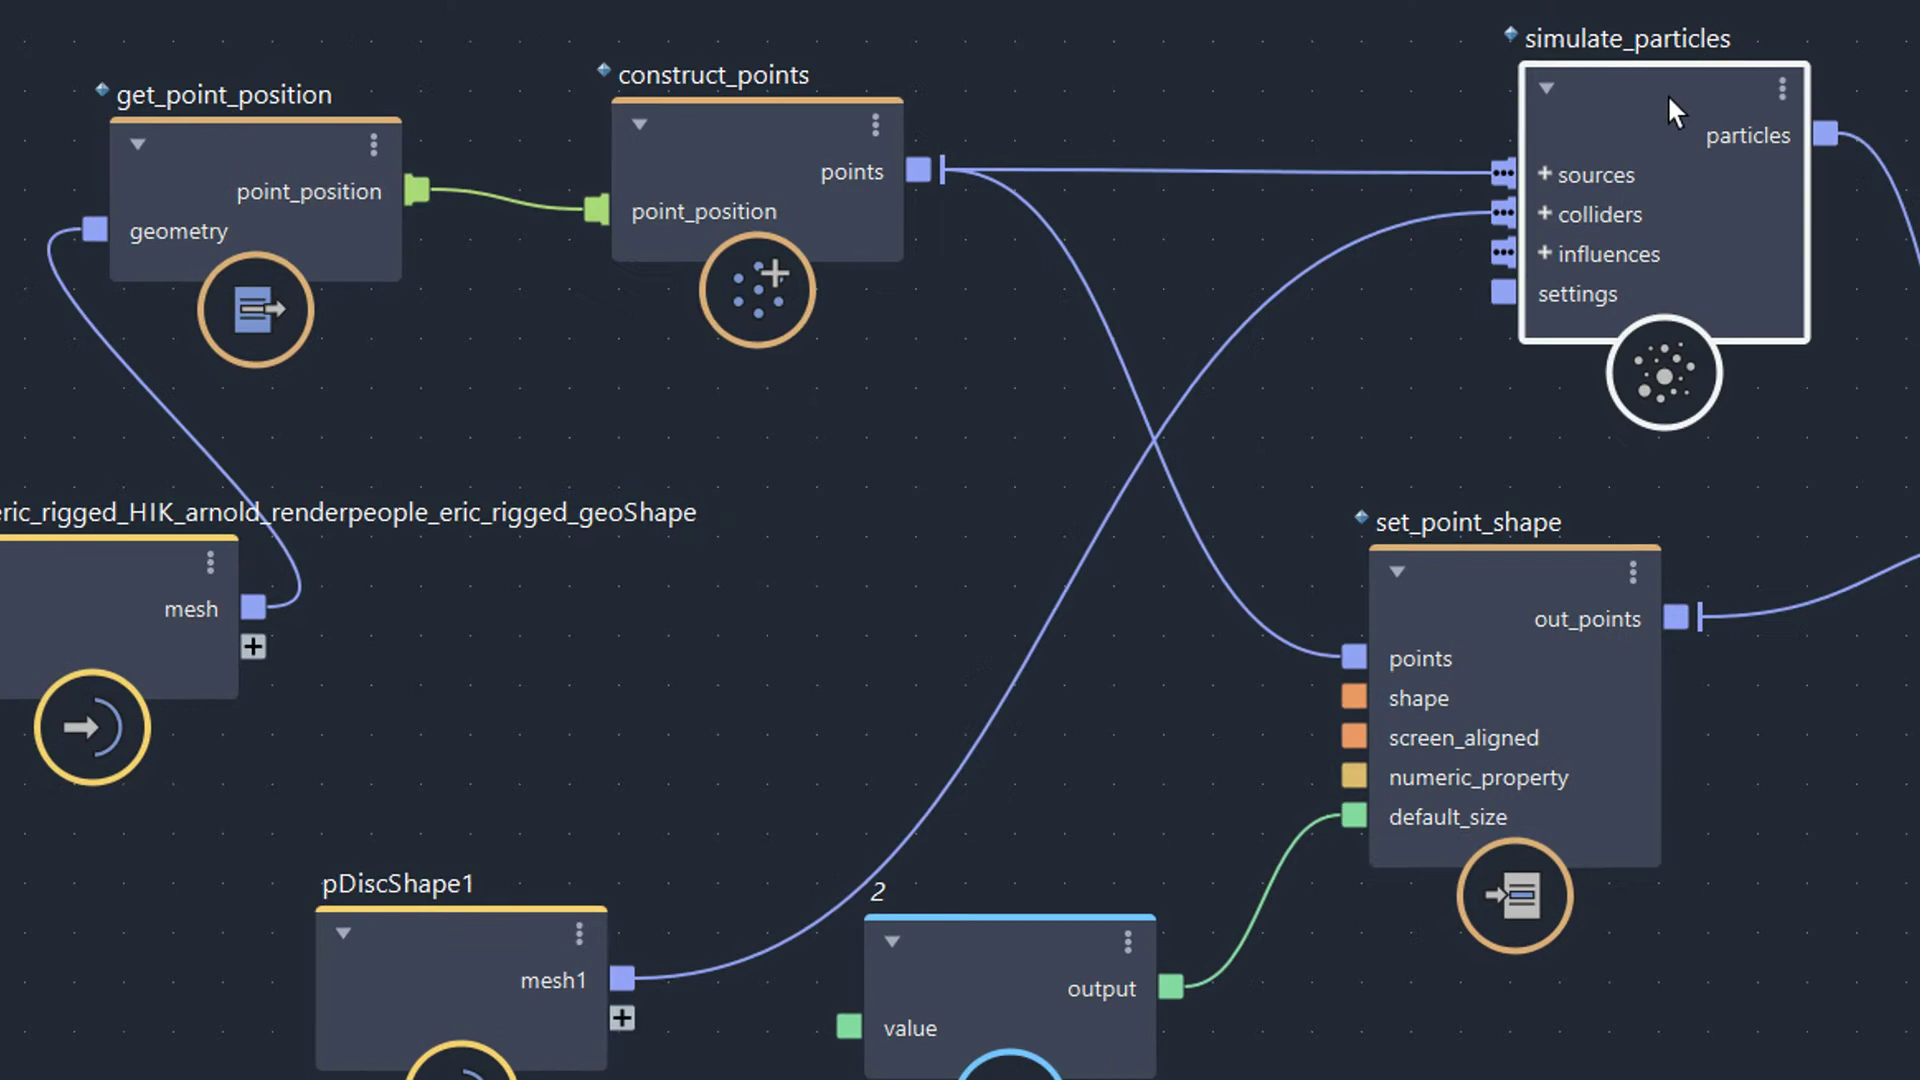 simulate_particles
particles
+ sources
+ colliders
+ influences
settings
construct_points
points
point_position
get_point_position
point_position
geometry
eric_rigged_HIK_arnold_renderpeople_eric_rigged_geoShape
mesh
set_point_shape
out_points
points
shape
screen_aligned
numeric_property
default_size
pDiscShape1
mesh1
2
output
value